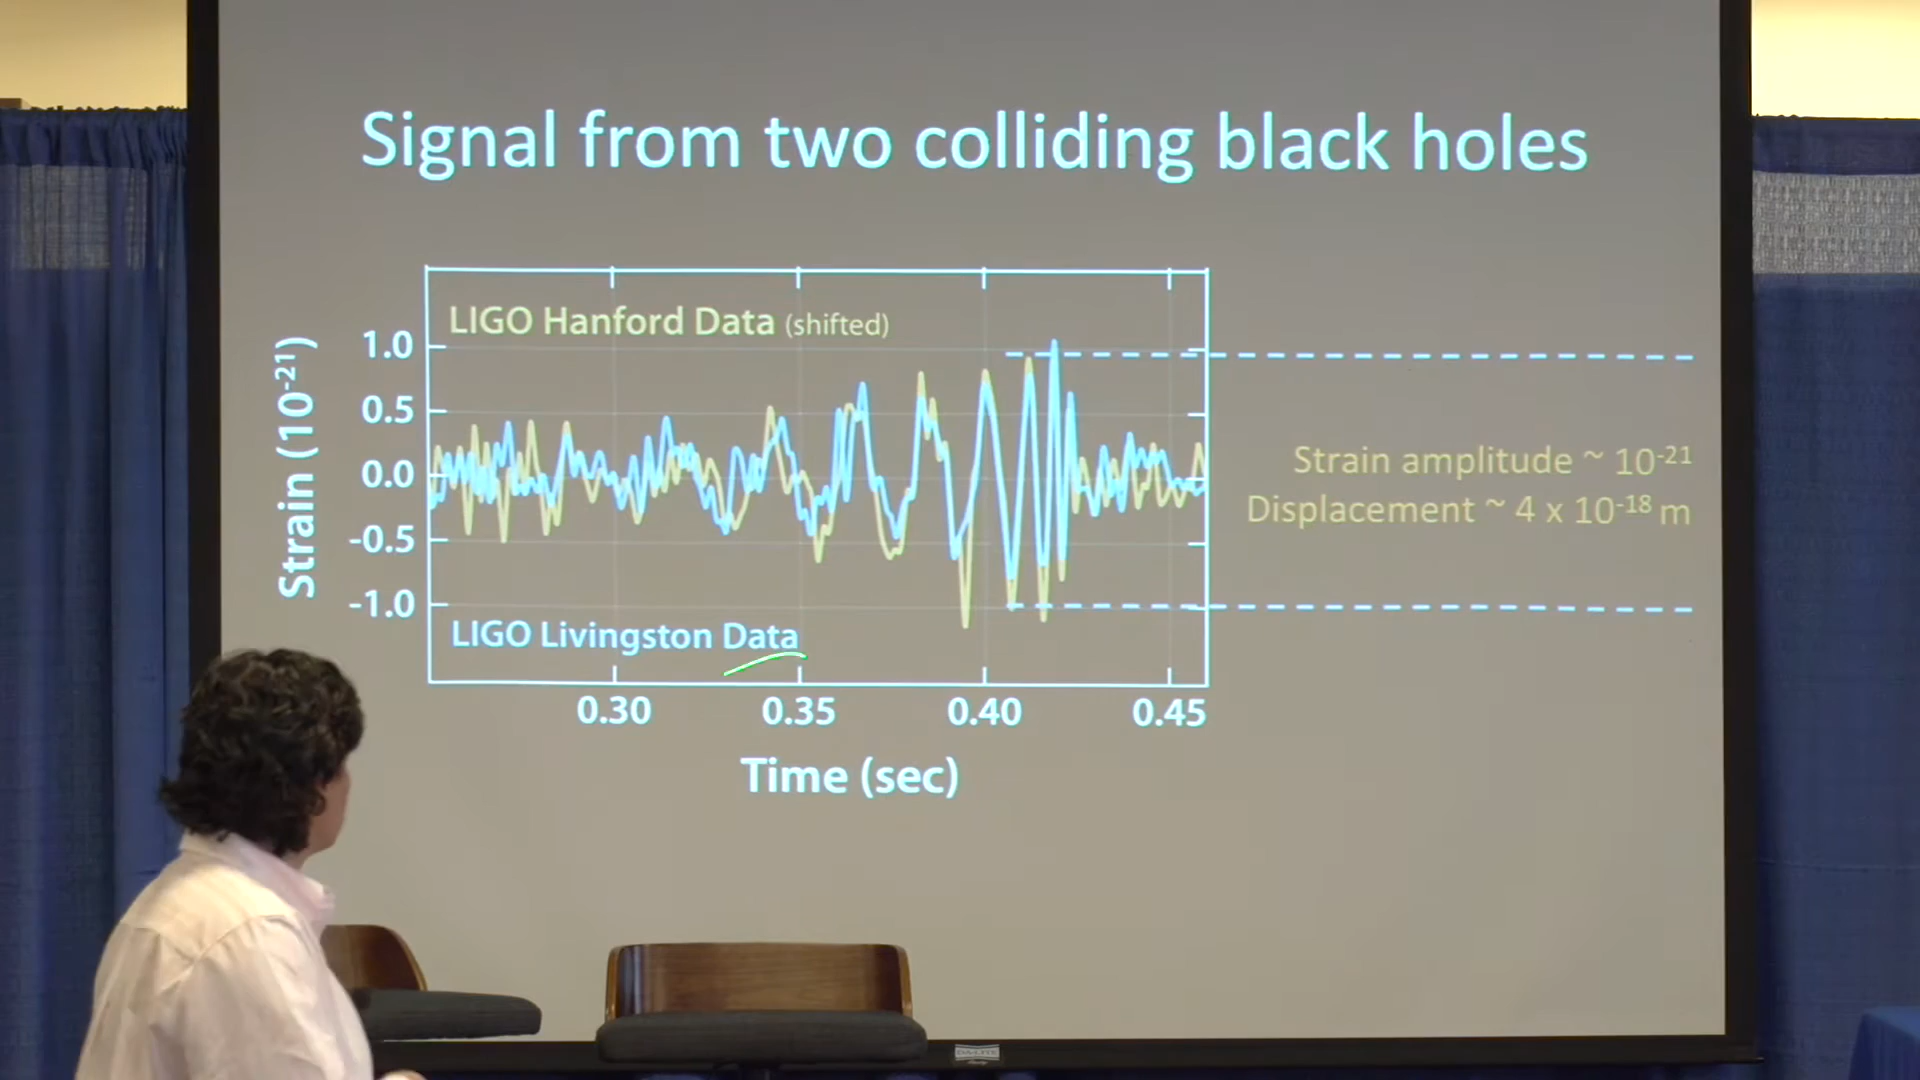 Signal from two colliding black holes
LIGO Hanford Data (shifted)
Strain (10⁻²¹)
1.0
0.5
0.0
-0.5
-1.0
Strain amplitude ~ 10⁻²¹
Displacement ~ 4 x 10⁻¹⁸ m
LIGO Livingston Data
0.30 0.35 0.40 0.45
Time (sec)
DA-LITE